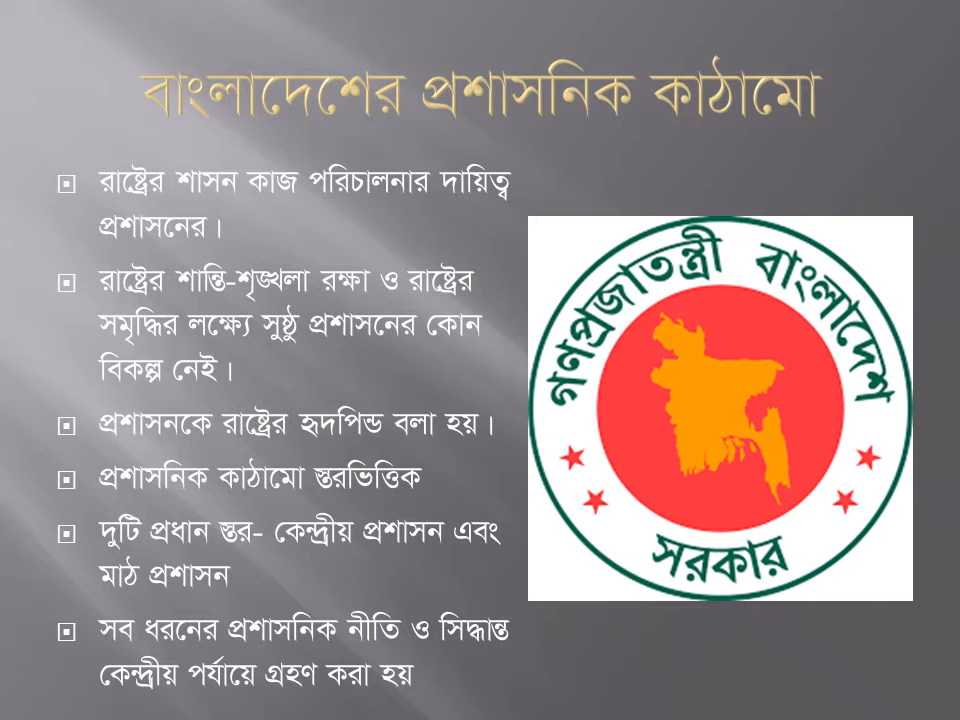 বাংলাদেশের প্রশাসনিক কাঠামো
রাষ্ট্রের শাসন কাজ পরিচালনার দায়িত্ব
প্রশাসনের।
রাষ্ট্রের শান্তি-শৃঙ্খলা রক্ষা ও রাষ্ট্রের
সমৃদ্ধির লক্ষ্যে সুষ্ঠু প্রশাসনের কোন
বিকল্প নেই।
প্রশাসনকে রাষ্ট্রের হৃদপিন্ড বলা হয়।
প্রশাসনিক কাঠামো স্তরভিত্তিক
দুটি প্রধান স্তর- কেন্দ্রীয় প্রশাসন এবং
মাঠ প্রশাসন
সব ধরনের প্রশাসনিক নীতি ও সিদ্ধান্ত
কেন্দ্রীয় পর্যায়ে গ্রহণ করা হয়
গণপ্রজাতন্ত্রী বাংলাদেশ
সরকার